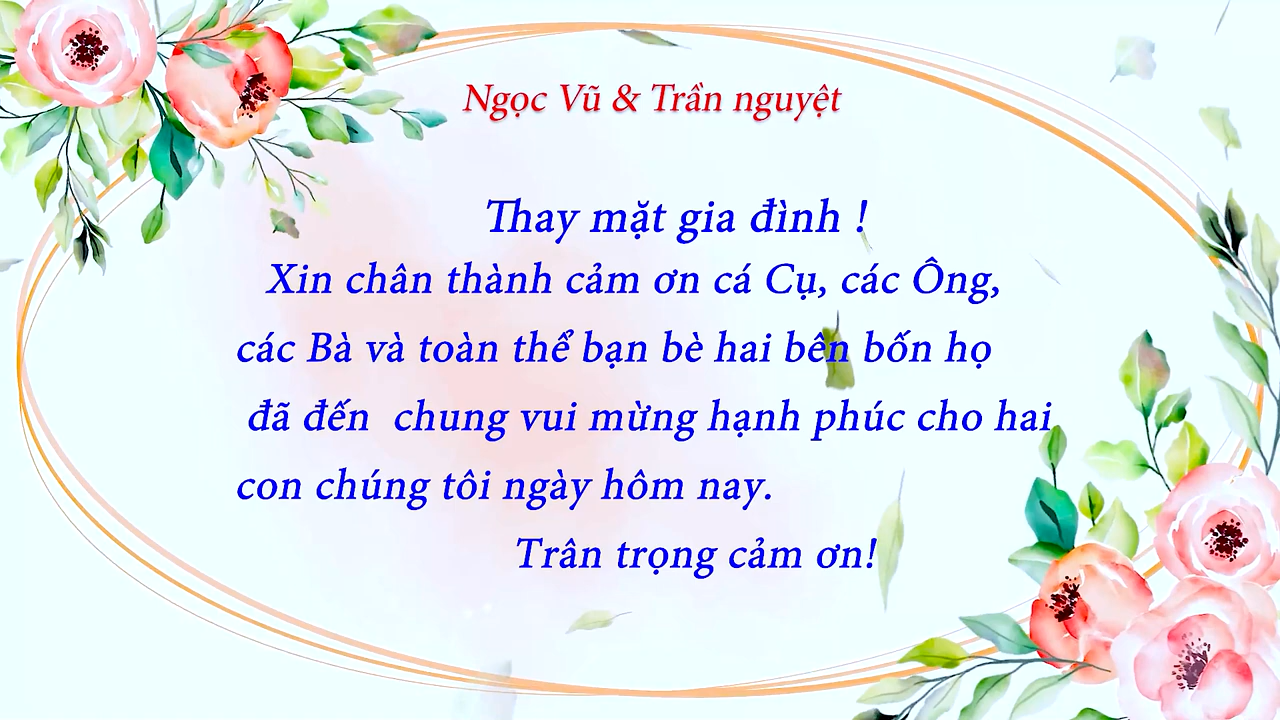 Ngọc Vũ & Trần nguyệt
Thay mặt gia đình !
Xin chân thành cảm ơn cá Cụ, các Ông,
các Bà và toàn thể bạn bè hai bên bốn họ
đã đến  chung vui mừng hạnh phúc cho hai
con chúng tôi ngày hôm nay.
Trân trọng cảm ơn!